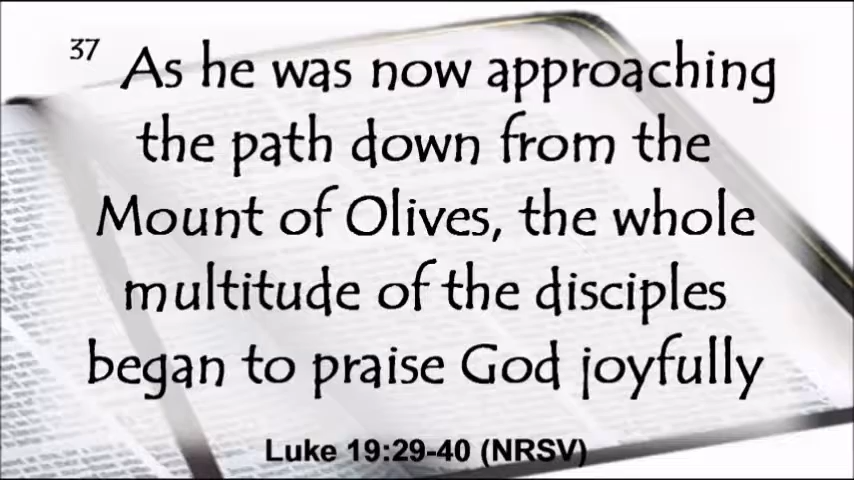 37 As he was now approaching
the path down from the
Mount of Olives, the whole
multitude of the disciples
began to praise God joyfully
Luke 19:29-40 (NRSV)